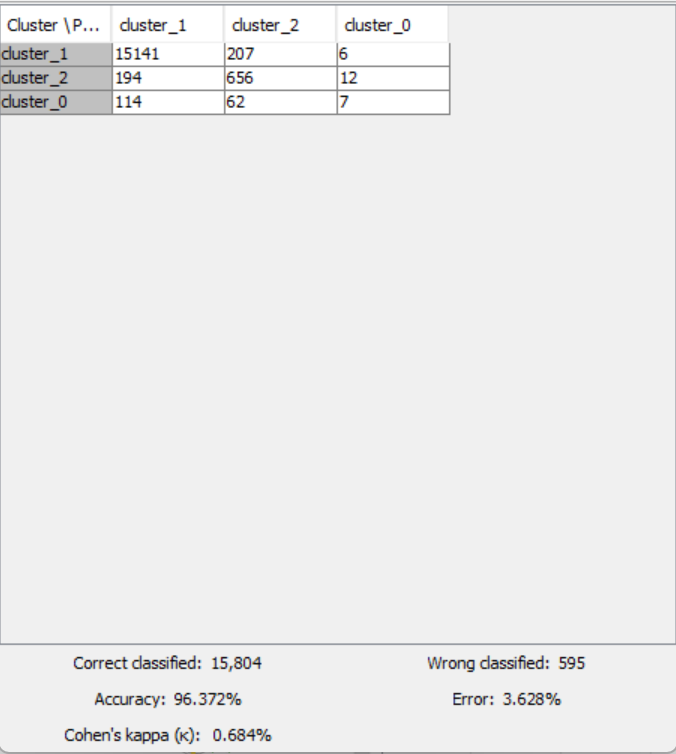 Cluster \ P... cluster_1 cluster_2 cluster_0
cluster_1 15141 207 6
cluster_2 194 656 12
cluster_0 114 62 7
Correct classified: 15,804 Wrong classified: 595
Accuracy: 96.372% Error: 3.628%
Cohen's kappa (κ): 0.684%